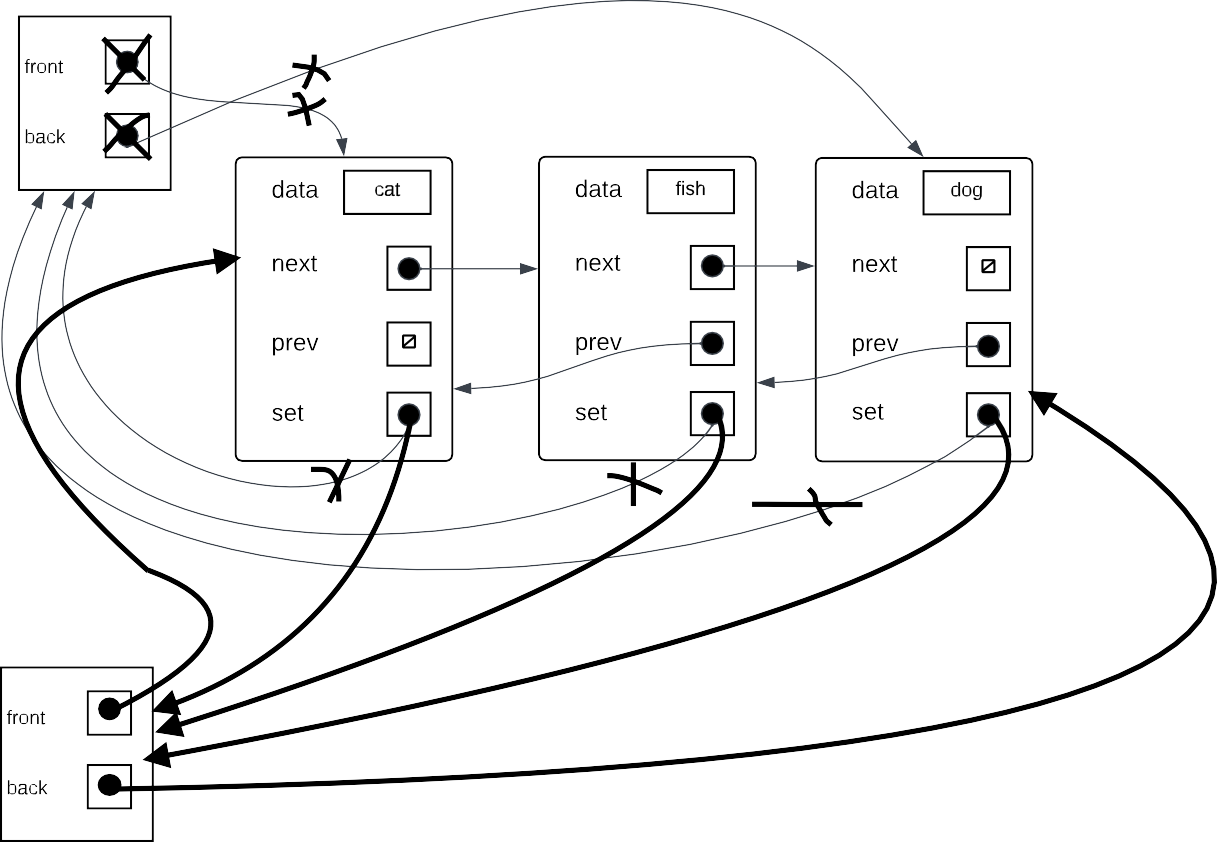 front
back
data cat
next
prev
set
data fish
next
prev
set
data dog
next
prev
set
front
back